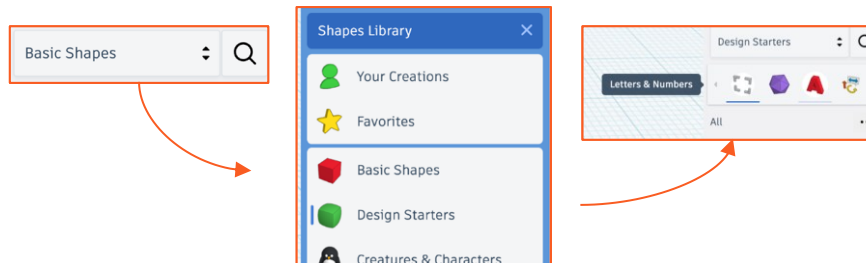 Basic Shapes
Shapes Library
Your Creations
Favorites
Basic Shapes
Design Starters
Creatures & Characters
Design Starters
Letters & Numbers
All